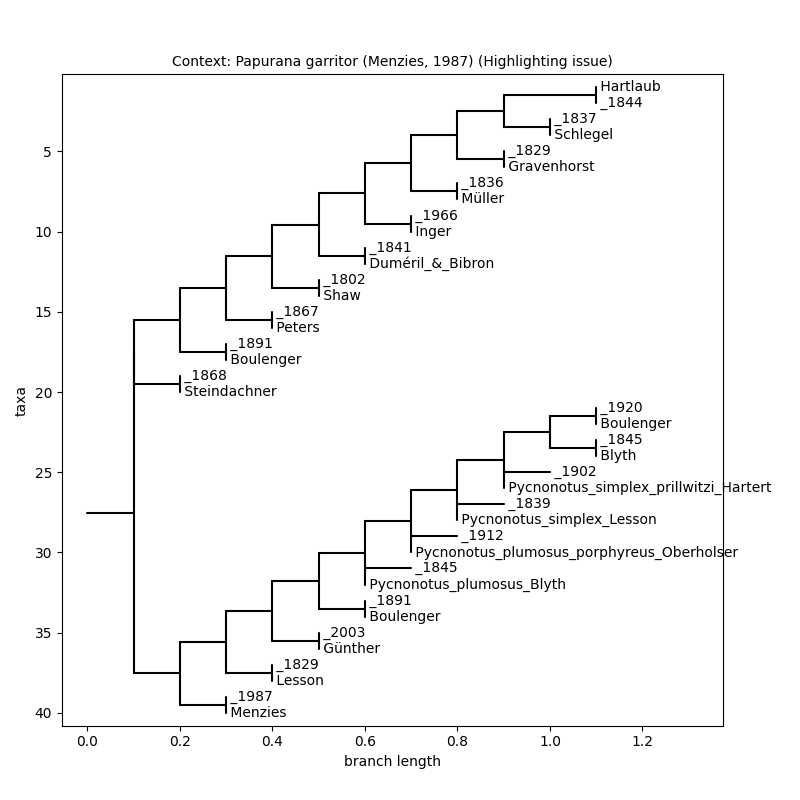 Context: Papurana garritor (Menzies, 1987) (Highlighting issue)
Hartlaub
_1844
_1837
Schlegel
5
_1829
Gravenhorst
_1836
Müller
_1966
10
Inger
_1841
Duméril_&_Bibron
_1802
Shaw
15
_1867
Peters
_1891
Boulenger
_1868
20
Steindachner
taxa
_1920
Boulenger
_1845
Blyth
25
_1902
Pycnonotus_simplex_prillwitzi_Hartert
_1839
Pycnonotus_simplex_Lesson
_1912
30
Pycnonotus_plumosus_porphyreus_Oberholser
_1845
Pycnonotus_plumosus_Blyth
_1891
Boulenger
35
_2003
Günther
_1829
Lesson
_1987
40
Menzies
0.0 0.2 0.4 0.6 0.8 1.0 1.2
branch length